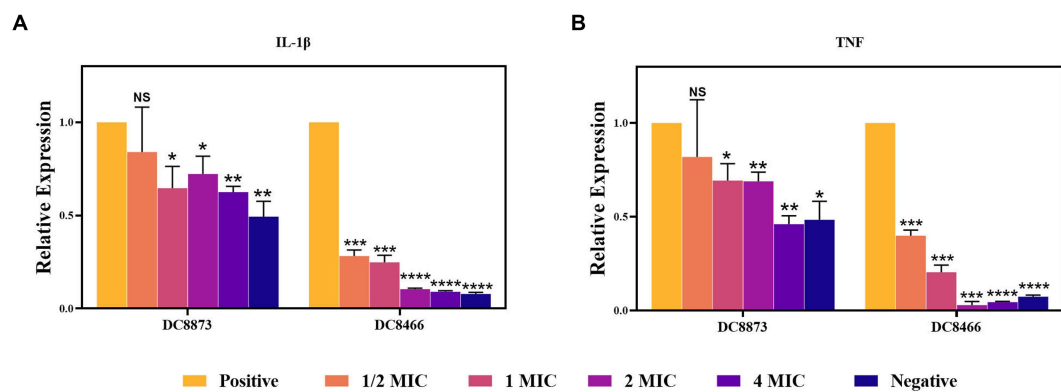 A
IL-1β
Relative Expression
1.0
0.5
0.0
NS
*
*
**
**
***
***
****
****
****
DC8873
DC8466
B
TNF
Relative Expression
1.0
0.5
0.0
NS
*
**
**
*
***
***
***
****
****
DC8873
DC8466
Positive
1/2 MIC
1 MIC
2 MIC
4 MIC
Negative